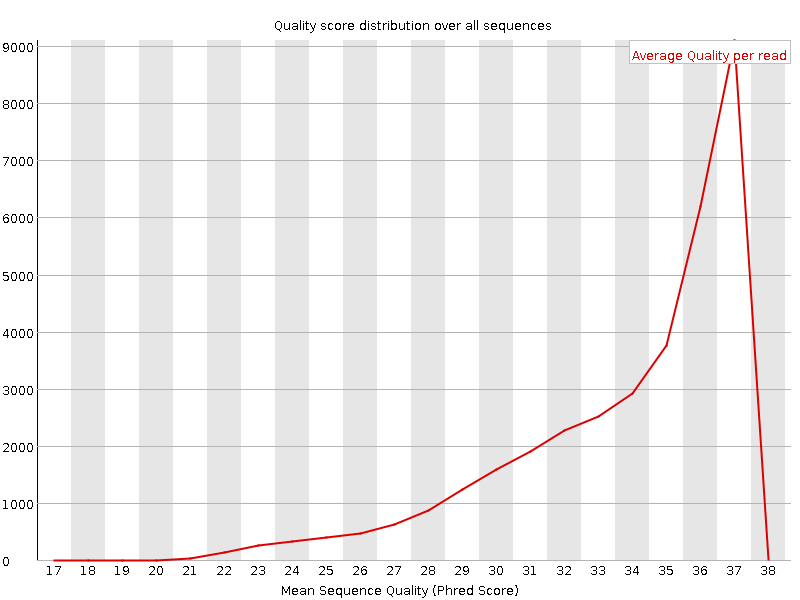 Quality score distribution over all sequences
Average Quality per read
9000
8000
7000
6000
5000
4000
3000
2000
1000
0
17 18 19 20 21 22 23 24 25 26 27 28 29 30 31 32 33 34 35 36 37 38
Mean Sequence Quality (Phred Score)